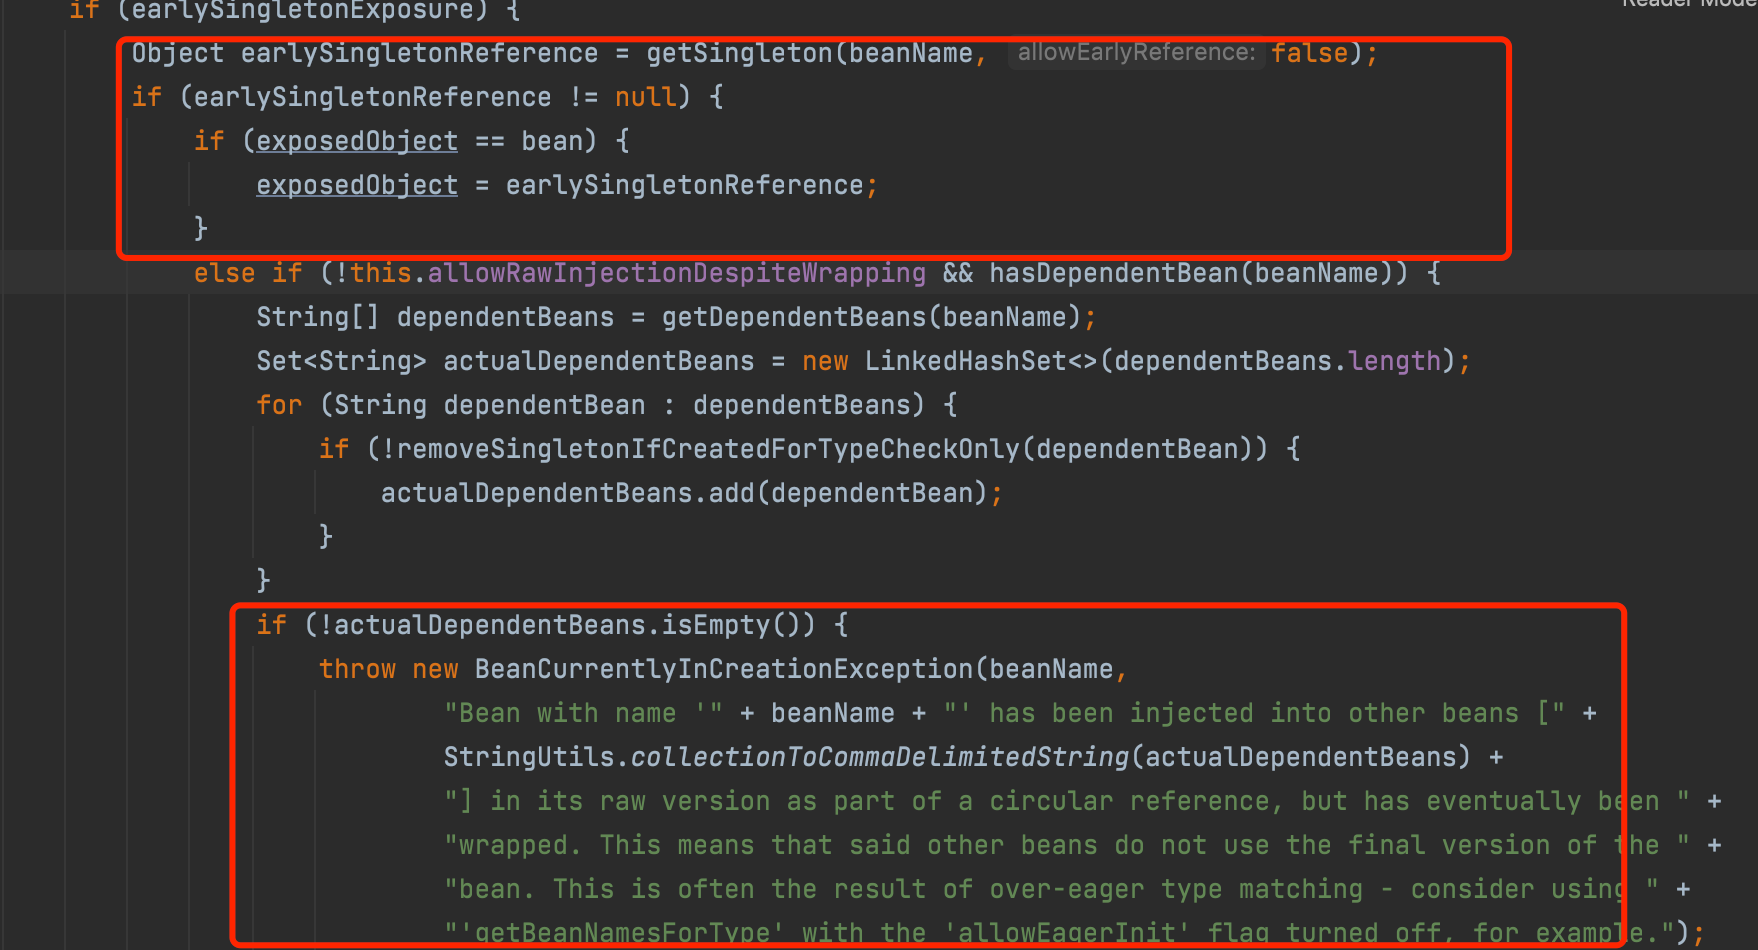 Reader Mode
if (earlySingletonExposure) {
Object earlySingletonReference = getSingleton(beanName, allowEarlyReference: false);
if (earlySingletonReference != null) {
if (exposedObject == bean) {
exposedObject = earlySingletonReference;
}
else if (!this.allowRawInjectionDespiteWrapping && hasDependentBean(beanName)) {
String[] dependentBeans = getDependentBeans(beanName);
Set<String> actualDependentBeans = new LinkedHashSet<>(dependentBeans.length);
for (String dependentBean : dependentBeans) {
if (!removeSingletonIfCreatedForTypeCheckOnly(dependentBean)) {
actualDependentBeans.add(dependentBean);
}
}
if (!actualDependentBeans.isEmpty()) {
throw new BeanCurrentlyInCreationException(beanName,
"Bean with name '" + beanName + "' has been injected into other beans [" +
StringUtils.collectionToCommaDelimitedString(actualDependentBeans) +
"] in its raw version as part of a circular reference, but has eventually been " +
"wrapped. This means that said other beans do not use the final version of the " +
"bean. This is often the result of over-eager type matching - consider using " +
"'getBeanNamesForType' with the 'allowEagerInit' flag turned off, for example.");